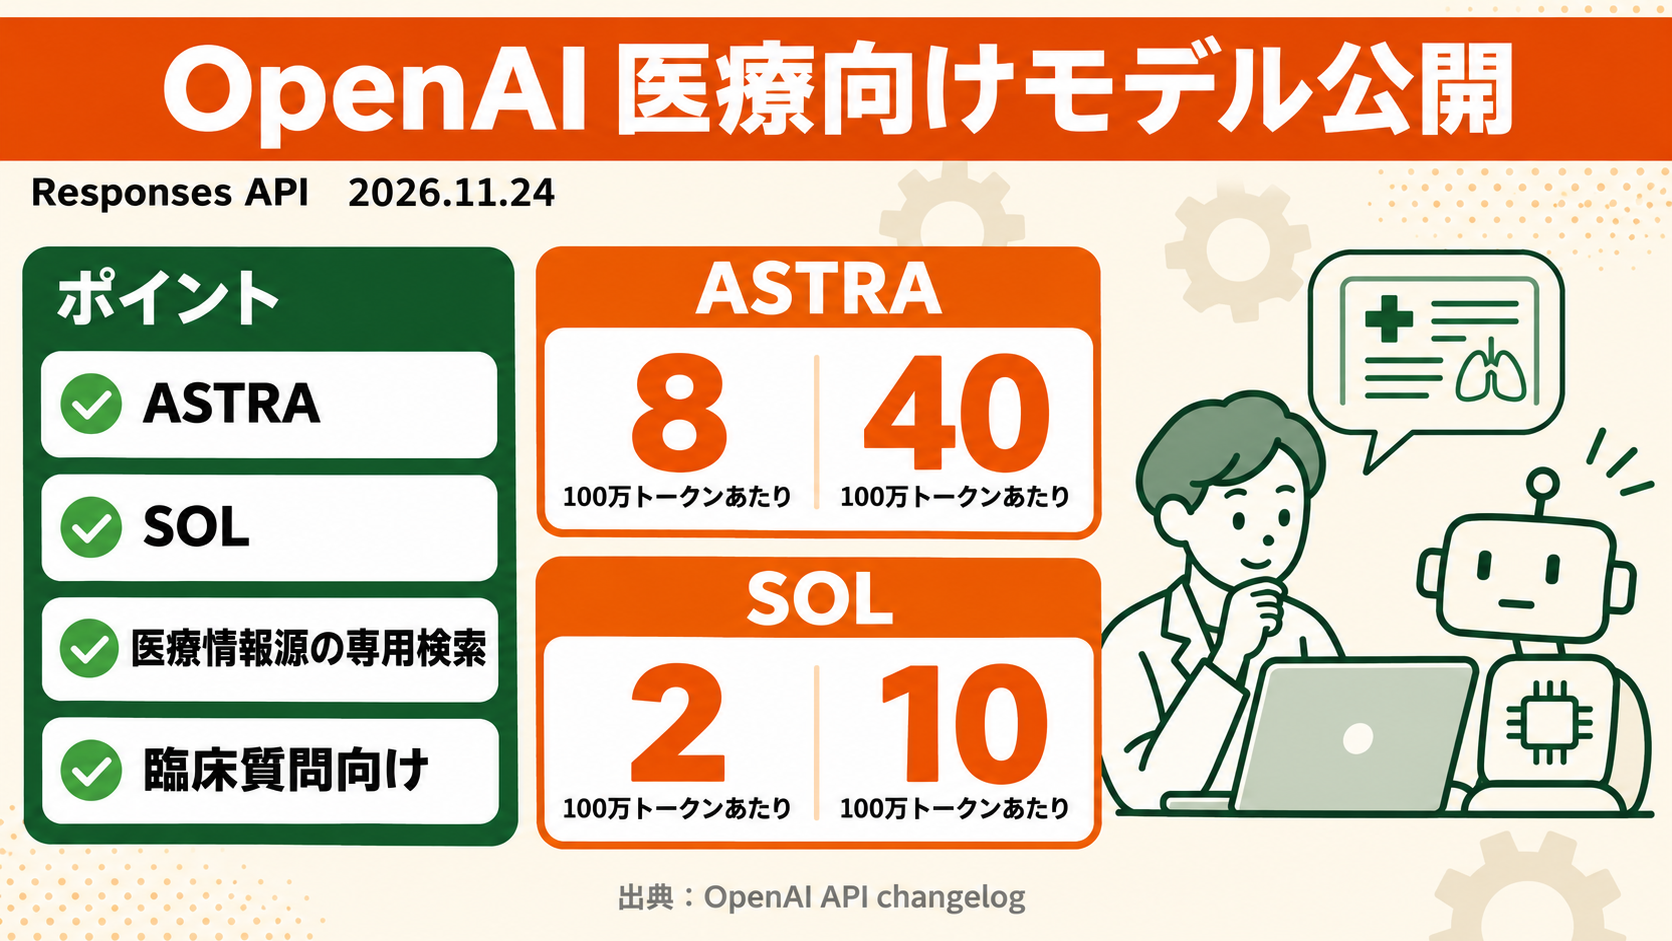 OpenAI 医療向けモデル公開
Responses API 2026.11.24
ポイント
ASTRA
SOL
医療情報源の専用検索
臨床質問向け
ASTRA
8 40
100万トークンあたり 100万トークンあたり
SOL
2 10
100万トークンあたり 100万トークンあたり
出典：OpenAI API changelog